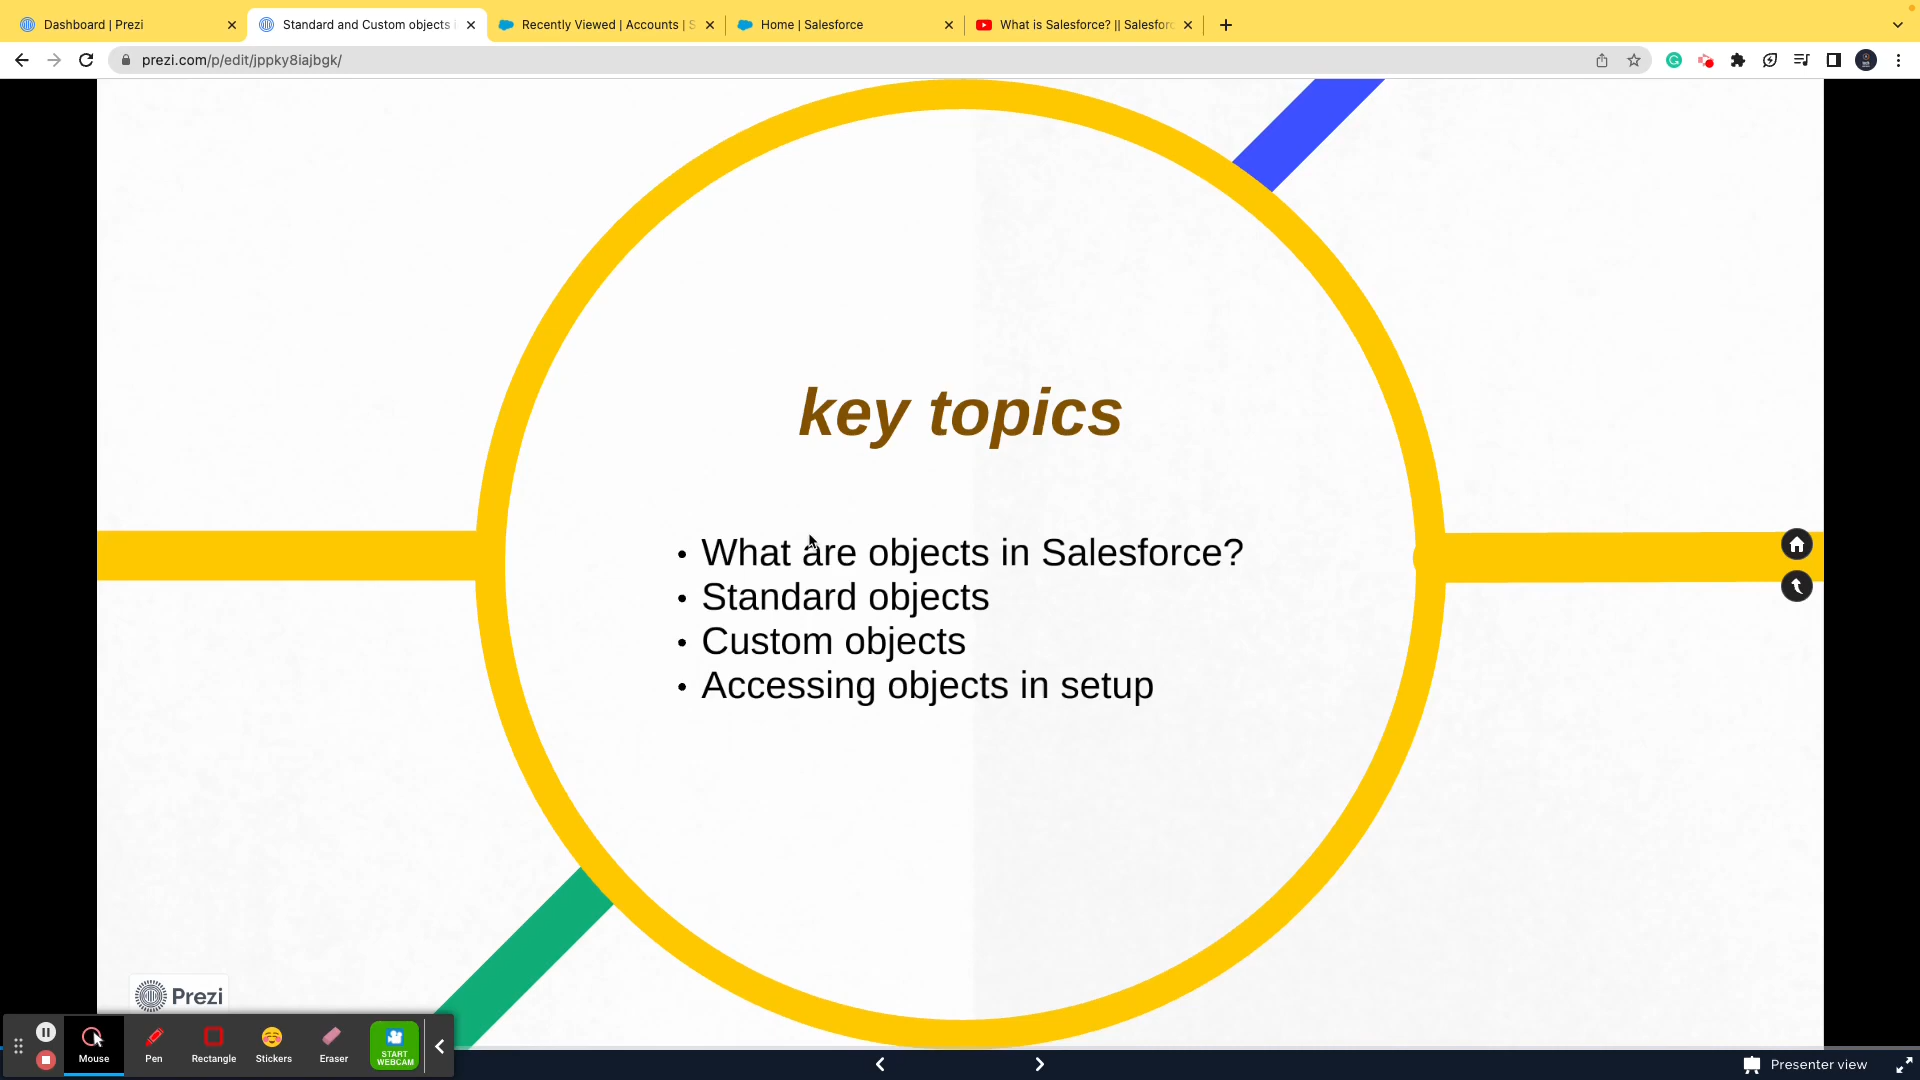 Dashboard | Prezi
Standard and Custom objects
Recently Viewed | Accounts | S
Home | Salesforce
What is Salesforce? || Salesforc
prezi.com/p/edit/jppky8iajbgk/
key topics
• What are objects in Salesforce?
• Standard objects
• Custom objects
• Accessing objects in setup
Prezi
Mouse
Pen
Rectangle
Stickers
Eraser
START
WEBCAM
Presenter view